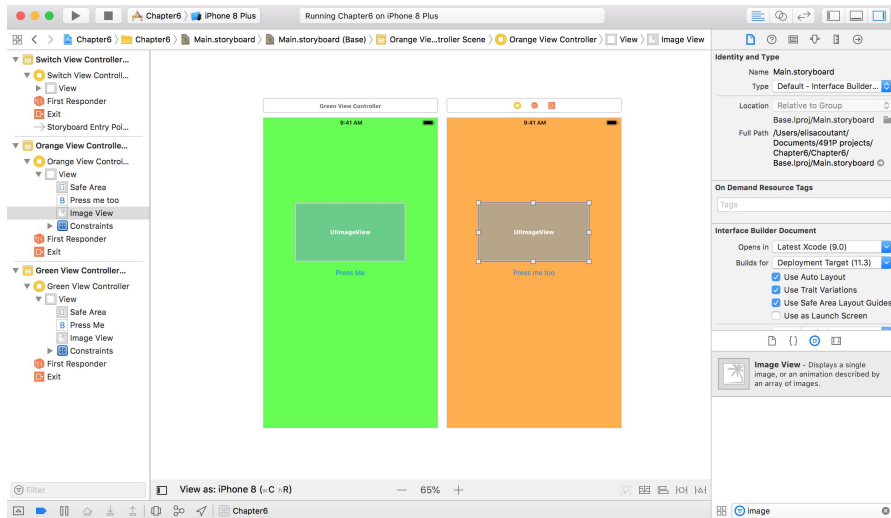 Chapter6 〉 iPhone 8 Plus
Running Chapter6 on iPhone 8 Plus
Chapter6 〉 Chapter6 〉 Main.storyboard 〉 Main.storyboard (Base) 〉 Orange Vie...troller Scene 〉 Orange View Controller 〉 View 〉 Image View
Switch View Controller...
Switch View Controll...
View
First Responder
Exit
Storyboard Entry Poi...
Orange View Controlle...
Orange View Control...
View
Safe Area
B Press me too
Image View
Constraints
First Responder
Exit
Green View Controller...
Green View Controller
View
Safe Area
B Press Me
Image View
Constraints
First Responder
Exit
Filter
Green View Controller
9:41 AM
UIImageView
Press Me
9:41 AM
UIImageView
Press me too
View as: iPhone 8 (wC hR)
65%
Chapter6
Identity and Type
Name Main.storyboard
Type Default - Interface Builder...
Location Relative to Group
Base.lproj/Main.storyboard
Full Path /Users/elisacoutant/
Documents/491P projects/
Chapter6/Chapter6/
Base.lproj/Main.storyboard
On Demand Resource Tags
Tags
Interface Builder Document
Opens in Latest Xcode (9.0)
Builds for Deployment Target (11.3)
Use Auto Layout
Use Trait Variations
Use Safe Area Layout Guides
Use as Launch Screen
{}
Image View - Displays a single
image, or an animation described by
an array of images.
image